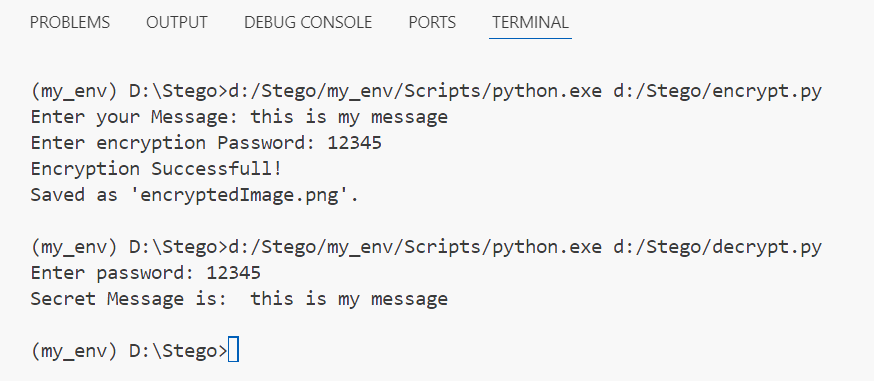 PROBLEMS OUTPUT DEBUG CONSOLE PORTS TERMINAL
(my_env) D:\Stego>d:/Stego/my_env/Scripts/python.exe d:/Stego/encrypt.py
Enter your Message: this is my message
Enter encryption Password: 12345
Encryption Successfull!
Saved as 'encryptedImage.png'.
(my_env) D:\Stego>d:/Stego/my_env/Scripts/python.exe d:/Stego/decrypt.py
Enter password: 12345
Secret Message is:  this is my message
(my_env) D:\Stego>